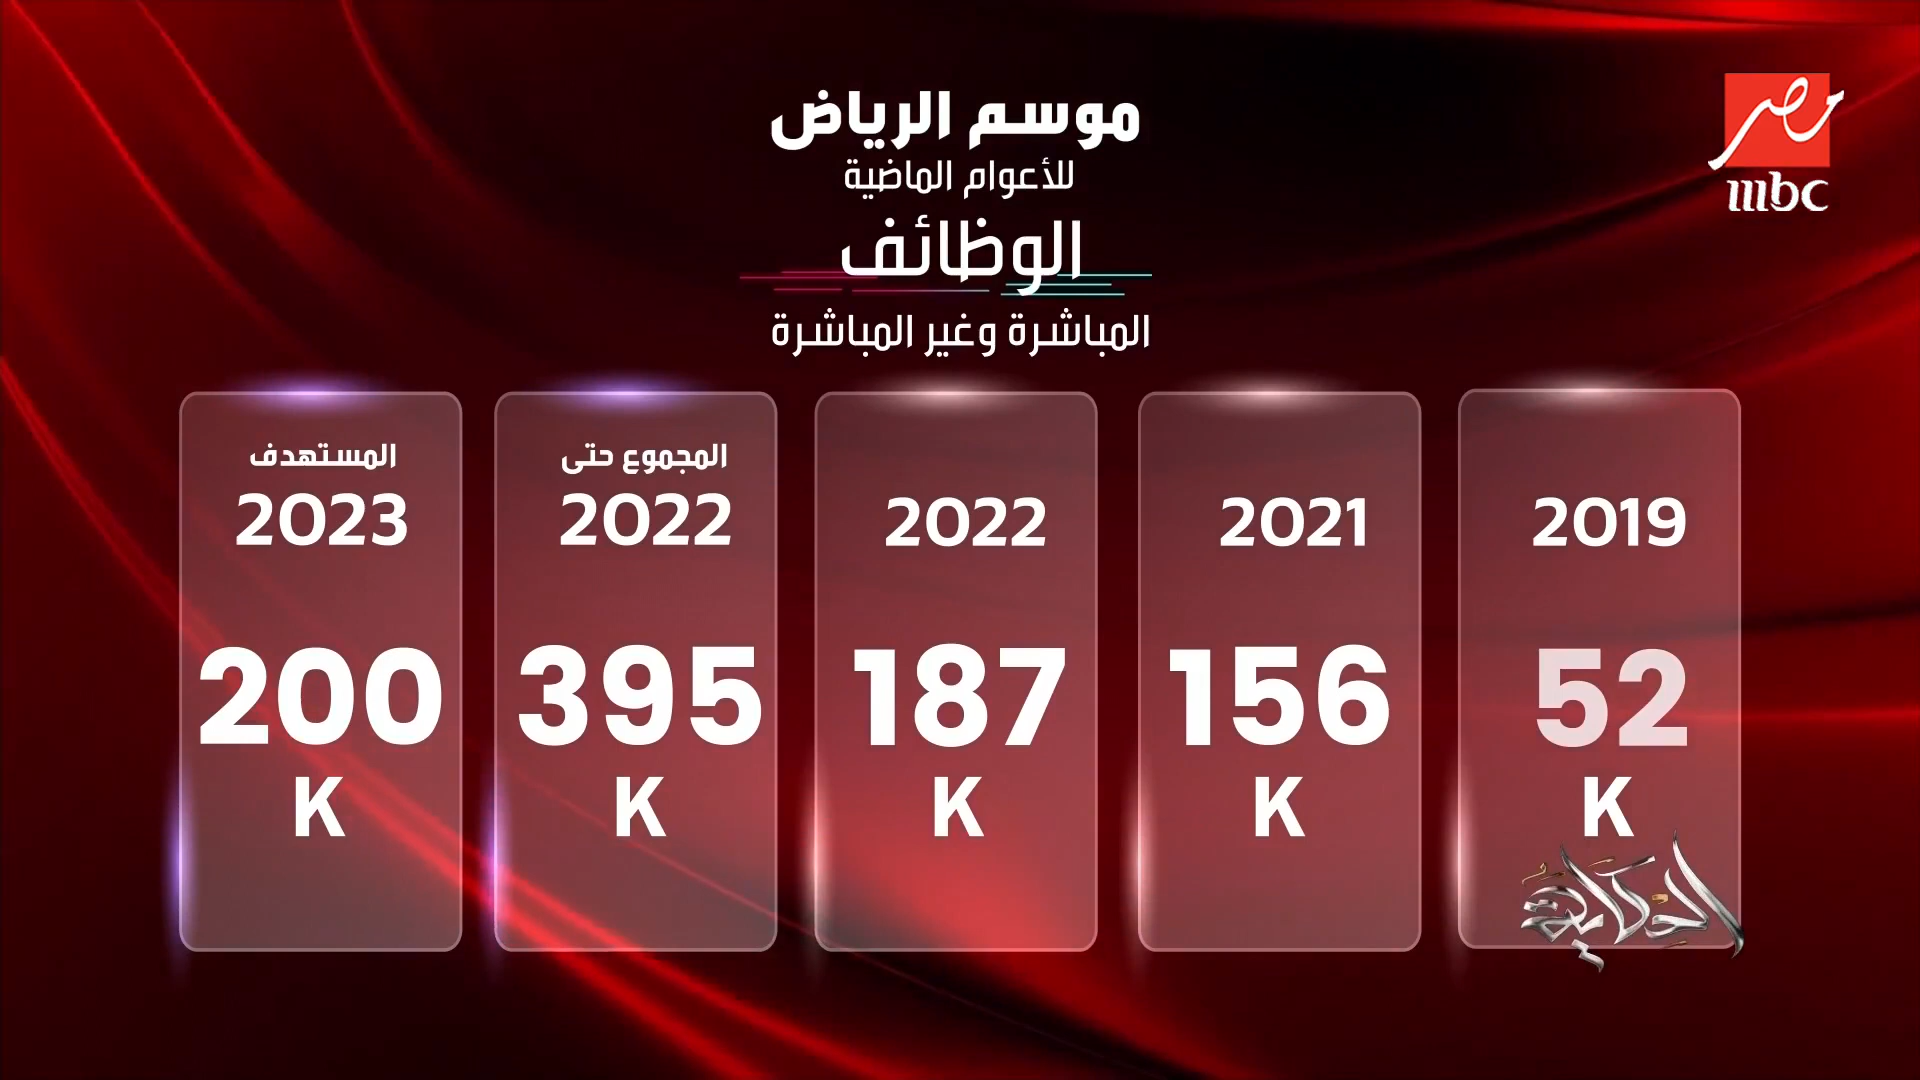 موسم الرياض
للأعوام الماضية
الوظائف
المباشرة وغير المباشرة
مصر
mbc
2019
52
K
2021
156
K
2022
187
K
المجموع حتى
2022
395
K
المستهدف
2023
200
K
الحكاية